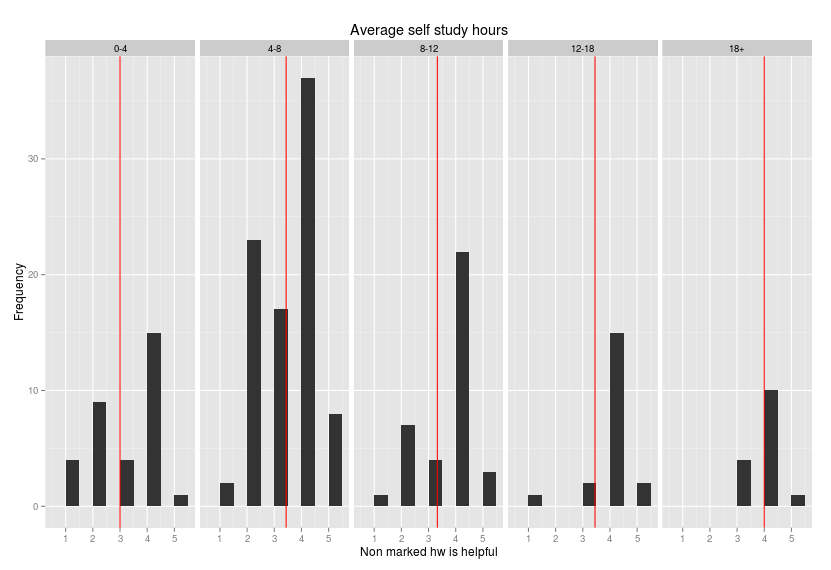 Average self study hours
0-4 4-8 8-12 12-18 18+
30
20
10
0
Frequency
1 2 3 4 5 1 2 3 4 5 1 2 3 4 5 1 2 3 4 5 1 2 3 4 5
Non marked hw is helpful